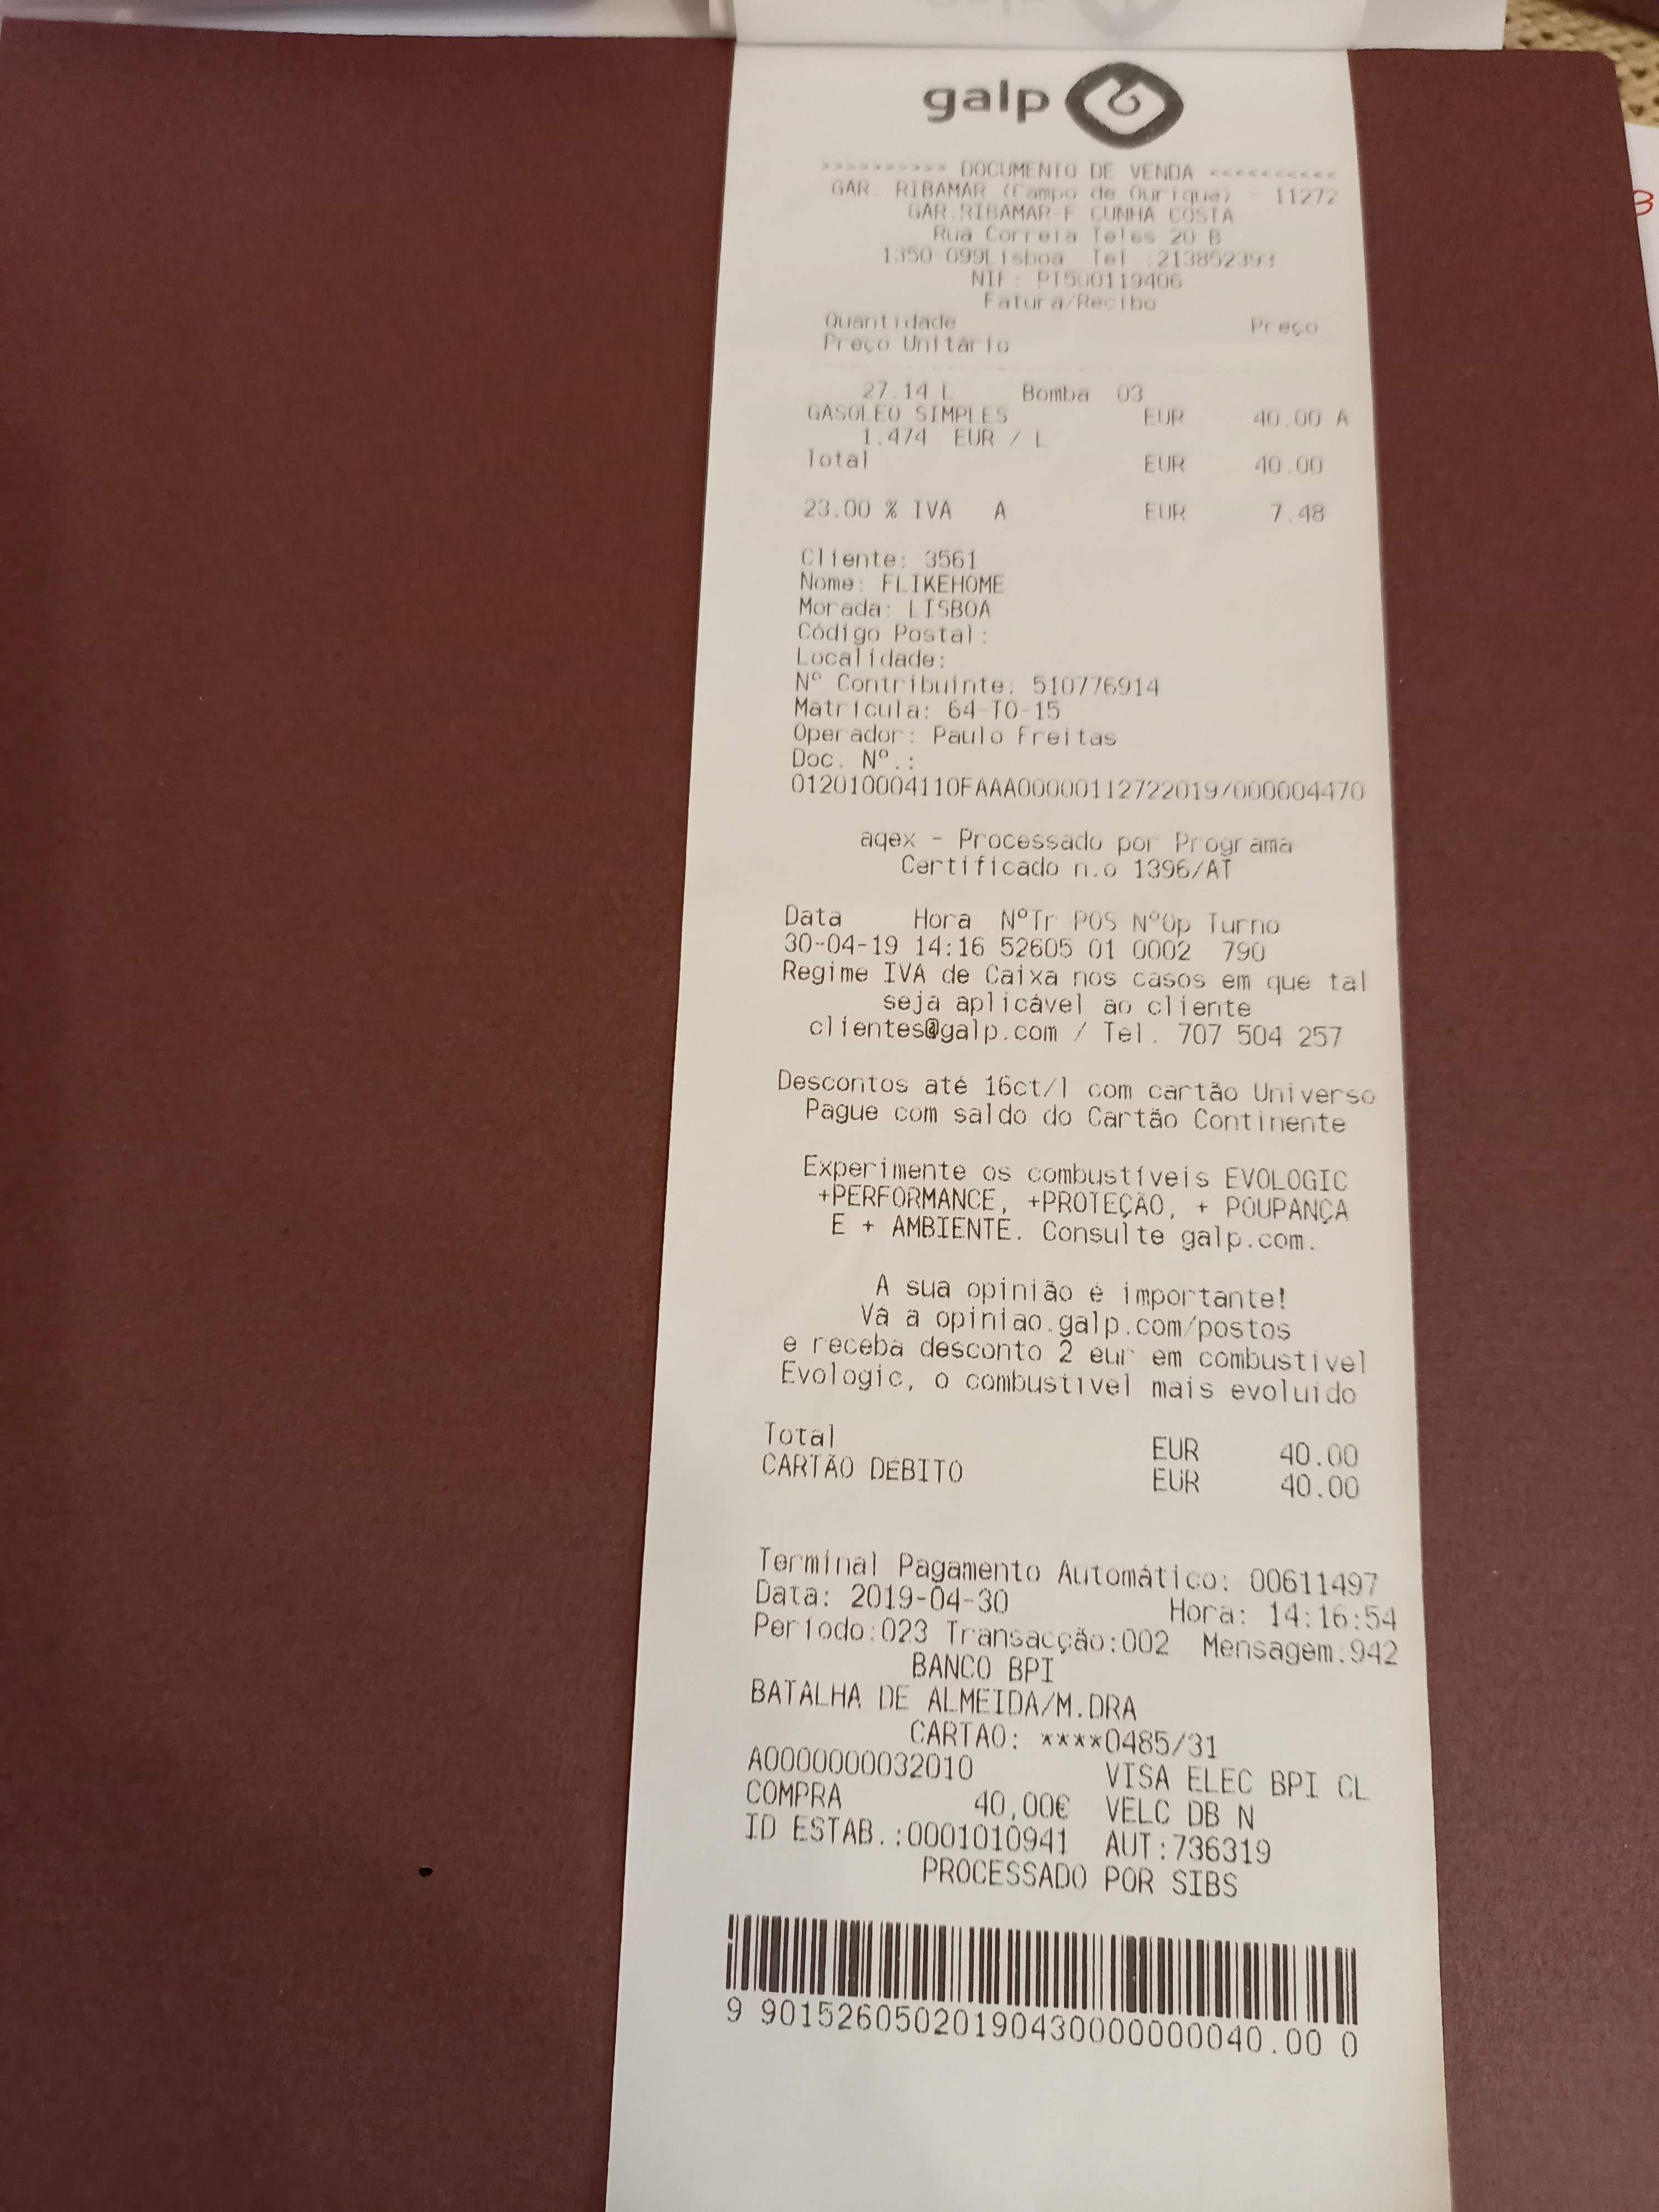 galp
>>>>>>>>>> DOCUMENTO DE VENDA <<<<<<<<<<
GAR. RIBAMAR (Campo de Ourique) - 11272
GAR.RIBAMAR-F CUNHA COSTA
Rua Correia Teles 20 B
1350-099Lisboa Tel.:213852393
NIF: PT500119406
Fatura/Recibo
Quantidade Preço
Preço Unitário
27.14 L Bomba 03
GASOLEO SIMPLES EUR 40.00 A
1.474 EUR / L
Total EUR 40.00
23.00 % IVA A EUR 7.48
Cliente: 3561
Nome: FLIKEHOME
Morada: LISBOA
Código Postal:
Localidade:
Nº Contribuinte: 510776914
Matrícula: 64-TO-15
Operador: Paulo Freitas
Doc. Nº.:
012010004110FAAA00000112722019/000004470
aqex - Processado por Programa
Certificado n.o 1396/AT
Data Hora NºTr POS NºOp Turno
30-04-19 14:16 52605 01 0002 790
Regime IVA de Caixa nos casos em que tal
seja aplicável ao cliente
clientes@galp.com / Tel. 707 504 257
Descontos até 16ct/l com cartão Universo
Pague com saldo do Cartão Continente
Experimente os combustíveis EVOLOGIC
+PERFORMANCE, +PROTEÇÃO, + POUPANÇA
E + AMBIENTE. Consulte galp.com.
A sua opinião é importante!
Vá a opiniao.galp.com/postos
e receba desconto 2 eur em combustível
Evologic, o combustível mais evoluído
Total EUR 40.00
CARTÃO DÉBITO EUR 40.00
Terminal Pagamento Automático: 00611497
Data: 2019-04-30 Hora: 14:16:54
Período:023 Transacção:002 Mensagem:942
BANCO BPI
BATALHA DE ALMEIDA/M.DRA
CARTAO: ****0485/31
A0000000032010 VISA ELEC BPI CL
COMPRA 40,00€ VELC DB N
ID ESTAB.:0001010941 AUT:736319
PROCESSADO POR SIBS
9 901526050201904300000000040.00 0